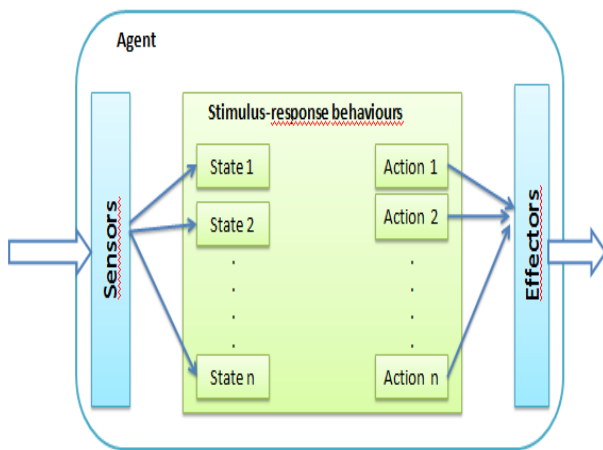 Agent
Sensors
Stimulus-response behaviours
State 1
Action 1
State 2
Action 2
.
.
.
.
.
.
.
.
State n
Action n
Effectors